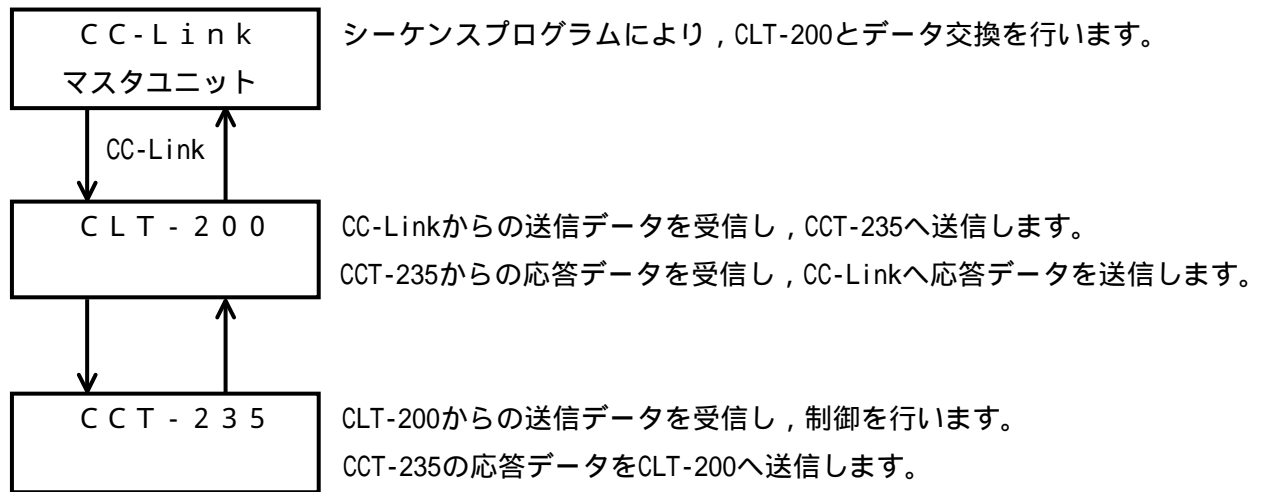 ＣＣ-Ｌｉｎｋ
マスタユニット
シーケンスプログラムにより，CLT-200とデータ交換を行います。
CC-Link
ＣＬＴ-２００
CC-Linkからの送信データを受信し，CCT-235へ送信します。
CCT-235からの応答データを受信し，CC-Linkへ応答データを送信します。
ＣＣＴ-２３５
CLT-200からの送信データを受信し，制御を行います。
CCT-235の応答データをCLT-200へ送信します。